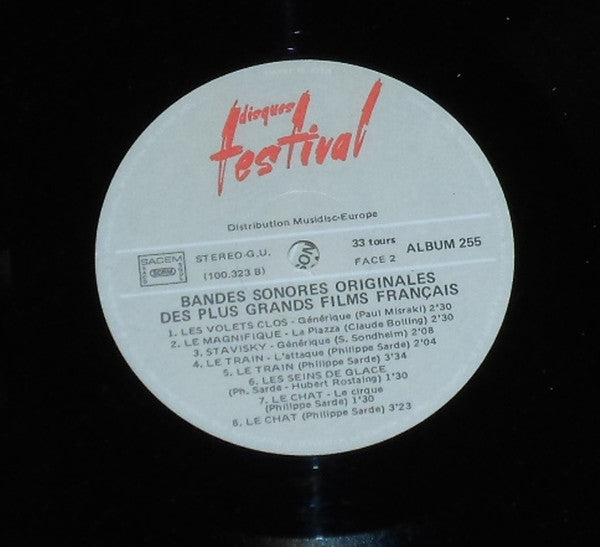 disques
festival
Distribution Musidisc-Europe
SACEM
STEREO-G.U.
33 tours
ALBUM 255
(100.323 B)
FACE 2
BANDES SONORES ORIGINALES
DES PLUS GRANDS FILMS FRANÇAIS
1. LES VOLETS CLOS - Générique (Paul Misraki) 2'30
2. LE MAGNIFIQUE - La Piazza (Claude Bolling) 2'30
3. STAVISKY - Générique (S. Sondheim) 2'08
4. LE TRAIN - L'attaque (Philippe Sarde) 2'04
5. LE TRAIN (Philippe Sarde) 3'34
6. LES SEINS DE GLACE
(Ph. Sarde - Hubert Rostaing) 1'30
7. LE CHAT - Le cirque
(Philippe Sarde) 1'30
8. LE CHAT (Philippe Sarde) 3'23